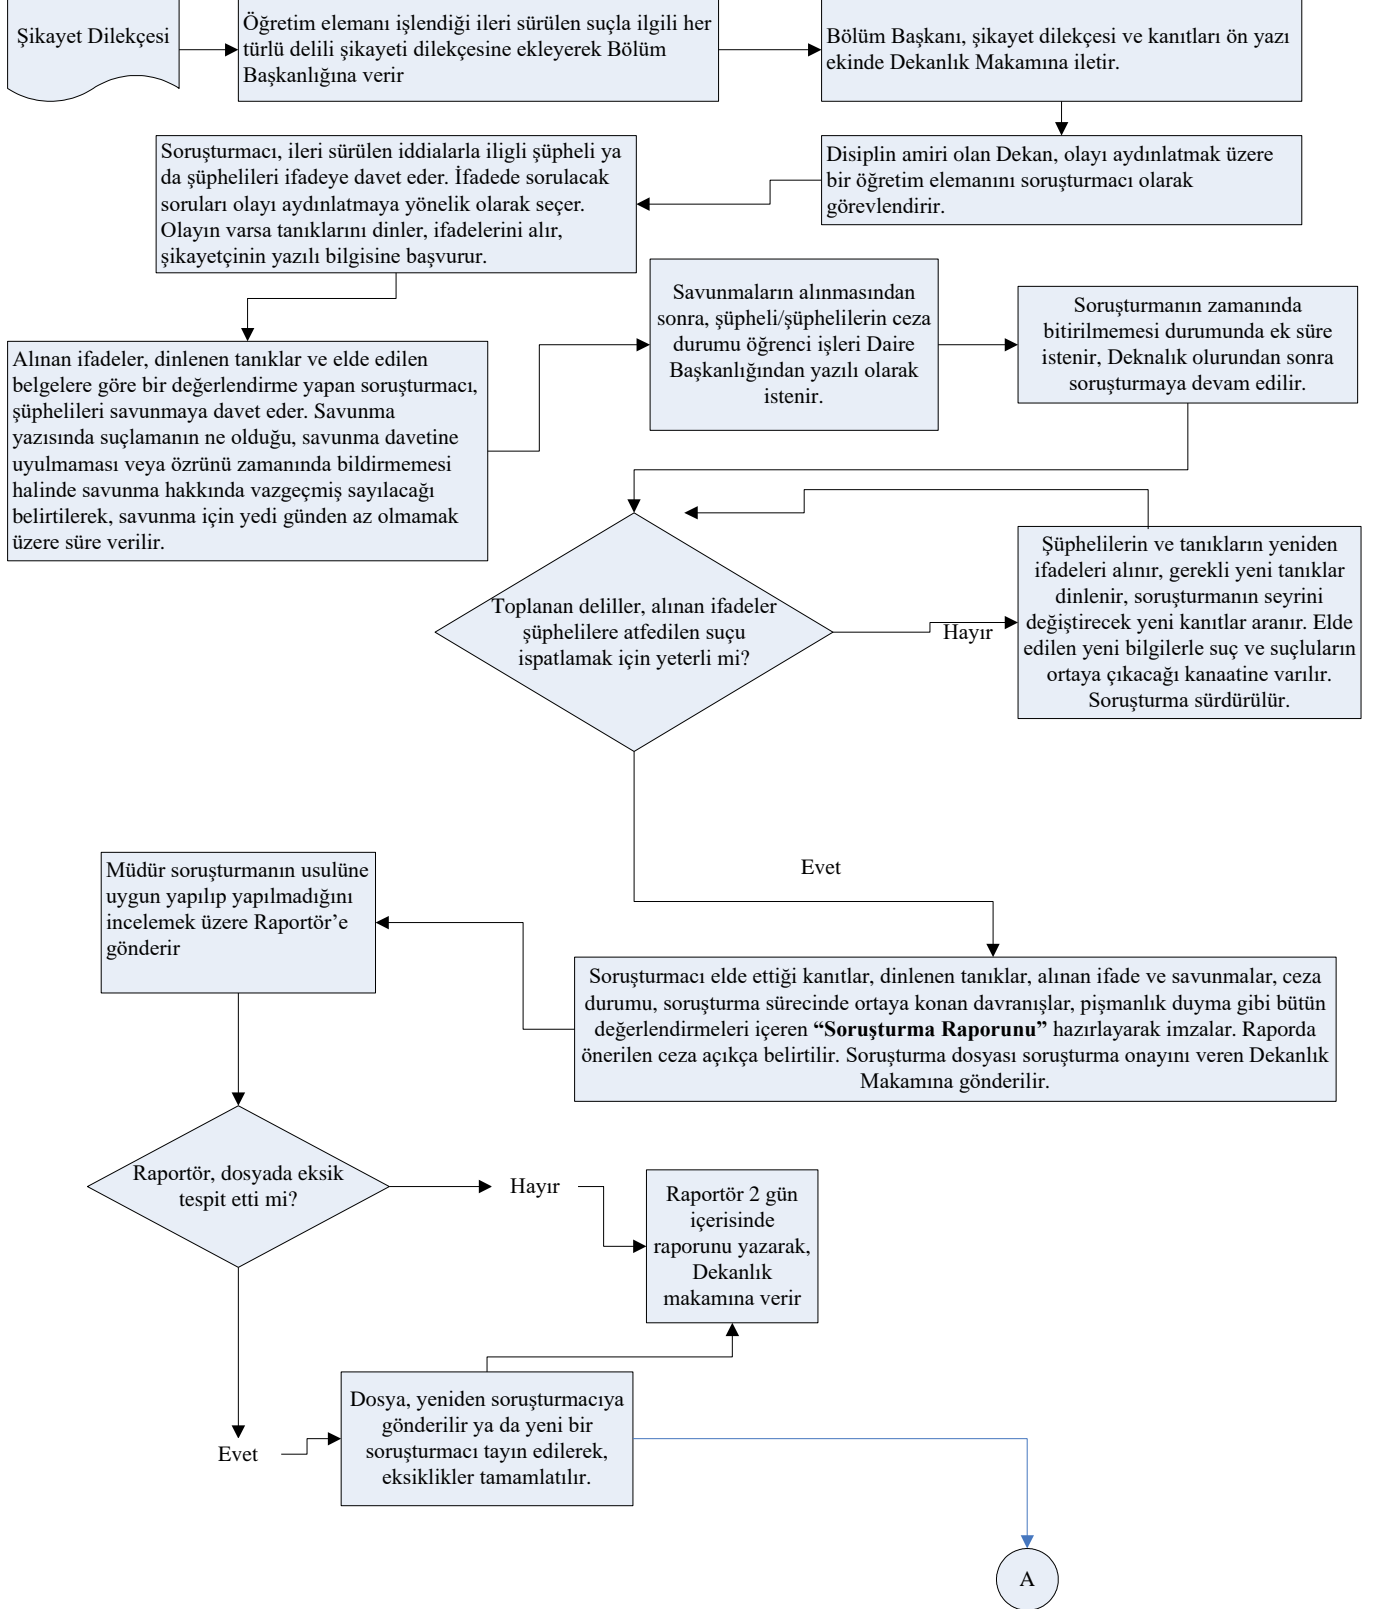 Şikayet Dilekçesi
Öğretim elemanı işlendiği ileri sürülen suçla ilgili her
türlü delili şikayeti dilekçesine ekleyerek Bölüm
Başkanlığına verir
Bölüm Başkanı, şikayet dilekçesi ve kanıtları ön yazı
ekinde Dekanlık Makamına iletir.
Disiplin amiri olan Dekan, olayı aydınlatmak üzere
bir öğretim elemanını soruşturmacı olarak
görevlendirir.
Soruşturmacı, ileri sürülen iddialarla iligli şüpheli ya
da şüphelileri ifadeye davet eder. İfadede sorulacak
soruları olayı aydınlatmaya yönelik olarak seçer.
Olayın varsa tanıklarını dinler, ifadelerini alır,
şikayetçinin yazılı bilgisine başvurur.
Alınan ifadeler, dinlenen tanıklar ve elde edilen
belgelere göre bir değerlendirme yapan soruşturmacı,
şüphelileri savunmaya davet eder. Savunma
yazısında suçlamanın ne olduğu, savunma davetine
uyulmaması veya özrünü zamanında bildirmemesi
halinde savunma hakkında vazgeçmiş sayılacağı
belirtilerek, savunma için yedi günden az olmamak
üzere süre verilir.
Savunmaların alınmasından
sonra, şüpheli/şüphelilerin ceza
durumu öğrenci işleri Daire
Başkanlığından yazılı olarak
istenir.
Soruşturmanın zamanında
bitirilmemesi durumunda ek süre
istenir, Deknalık olurundan sonra
soruşturmaya devam edilir.
Toplanan deliller, alınan ifadeler
şüphelilere atfedilen suçu
ispatlamak için yeterli mi?
Hayır
Şüphelilerin ve tanıkların yeniden
ifadeleri alınır, gerekli yeni tanıklar
dinlenir, soruşturmanın seyrini
değiştirecek yeni kanıtlar aranır. Elde
edilen yeni bilgilerle suç ve suçluların
ortaya çıkacağı kanaatine varılır.
Soruşturma sürdürülür.
Evet
Soruşturmacı elde ettiği kanıtlar, dinlenen tanıklar, alınan ifade ve savunmalar, ceza
durumu, soruşturma sürecinde ortaya konan davranışlar, pişmanlık duyma gibi bütün
değerlendirmeleri içeren “Soruşturma Raporunu” hazırlayarak imzalar. Raporda
önerilen ceza açıkça belirtilir. Soruşturma dosyası soruşturma onayını veren Dekanlık
Makamına gönderilir.
Müdür soruşturmanın usulüne
uygun yapılıp yapılmadığını
incelemek üzere Raportör’e
gönderir
Raportör, dosyada eksik
tespit etti mi?
Hayır
Raportör 2 gün
içerisinde
raporunu yazarak,
Dekanlık
makamına verir
Evet
Dosya, yeniden soruşturmacıya
gönderilir ya da yeni bir
soruşturmacı tayin edilerek,
eksiklikler tamamlatılır.
A